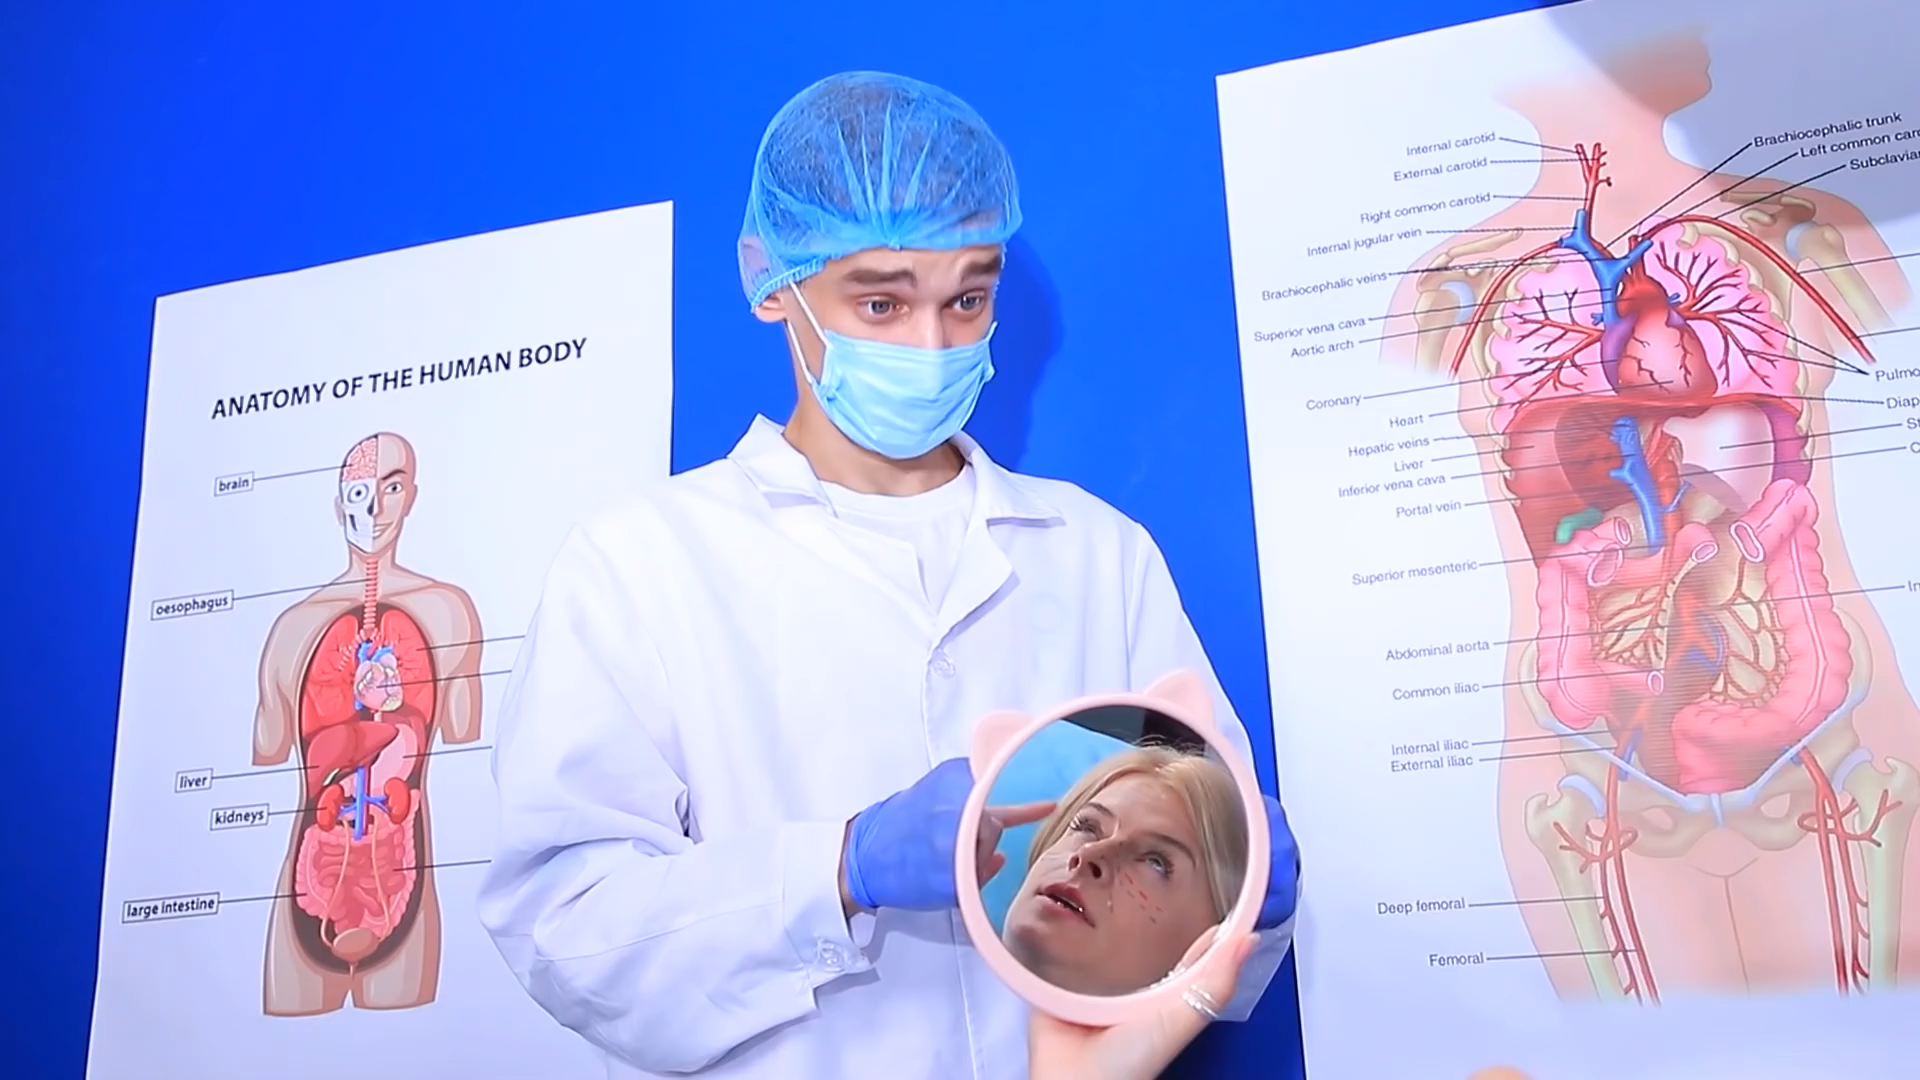 ANATOMY OF THE HUMAN BODY
brain
oesophagus
liver
kidneys
large intestine
Internal carotid
External carotid
Right common carotid
Internal jugular vein
Brachiocephalic veins
Superior vena cava
Aortic arch
Coronary
Heart
Hepatic veins
Liver
Inferior vena cava
Portal vein
Superior mesenteric
Abdominal aorta
Common iliac
Internal iliac
External iliac
Deep femoral
Femoral
Brachiocephalic trunk
Left common